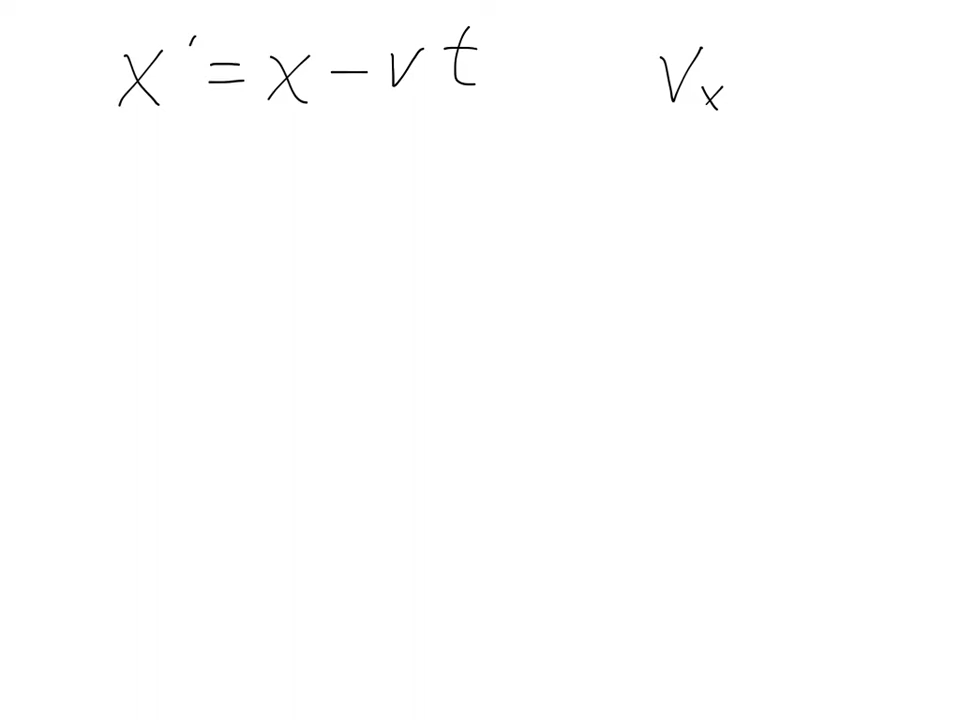 x' = x - vt    vₓ